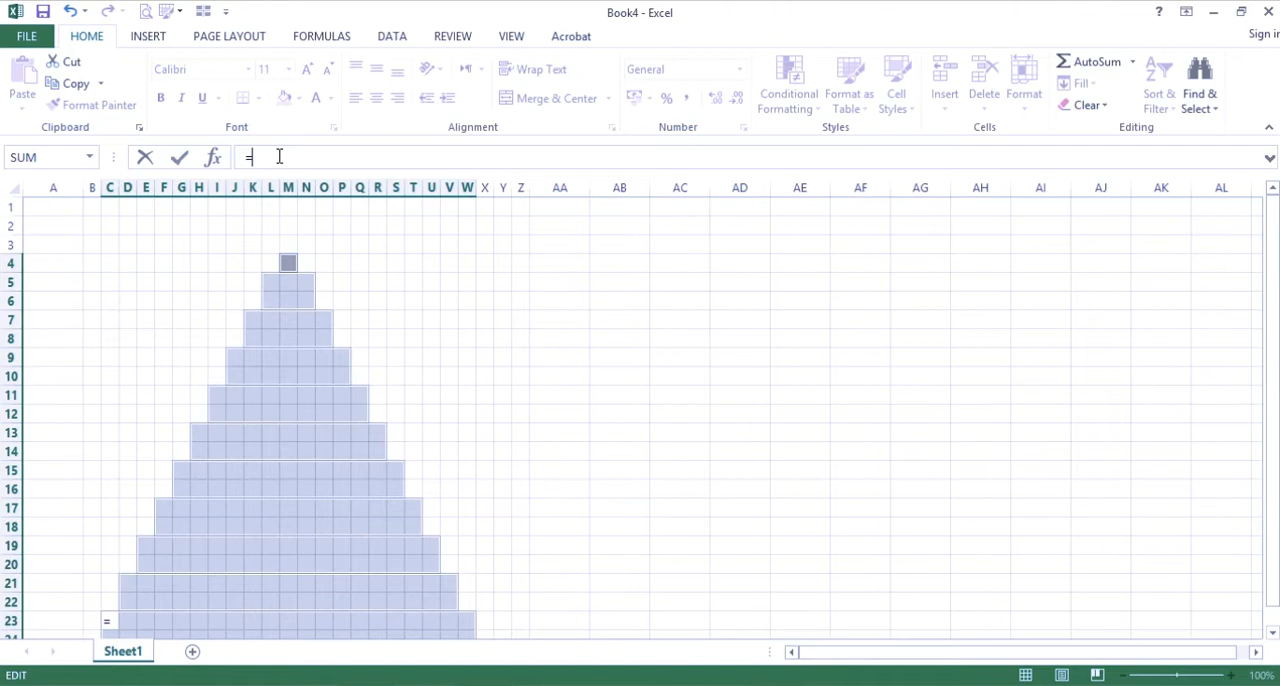 Book4 - Excel
FILE HOME INSERT PAGE LAYOUT FORMULAS DATA REVIEW VIEW Acrobat Sign in
Paste Cut Copy Format Painter
Clipboard
Calibri 11
B I U A A A
Font
Wrap Text
Merge & Center
Alignment
General
% ,
Number
Conditional Formatting Format as Table Cell Styles
Styles
Insert Delete Format
Cells
AutoSum
Fill
Clear
Sort & Filter Find & Select
Editing
SUM fx =
A B C D E F G H I J K L M N O P Q R S T U V W X Y Z AA AB AC AD AE AF AG AH AI AJ AK AL
1
2
3
4
5
6
7
8
9
10
11
12
13
14
15
16
17
18
19
20
21
22
23 =
24
Sheet1
EDIT 100%